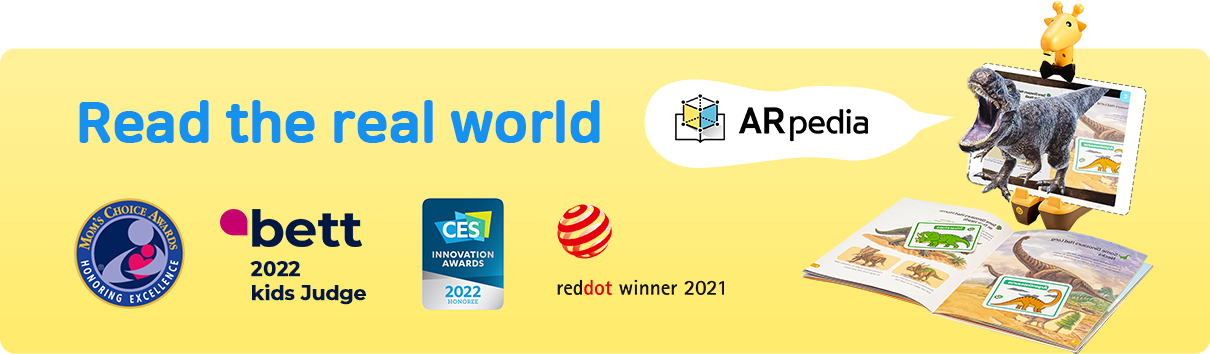 Read the real world
ARpedia
MOM'S CHOICE AWARDS
HONORING EXCELLENCE
bett
2022
kids Judge
CES
INNOVATION
AWARDS
2022
HONOREE
reddot winner 2021